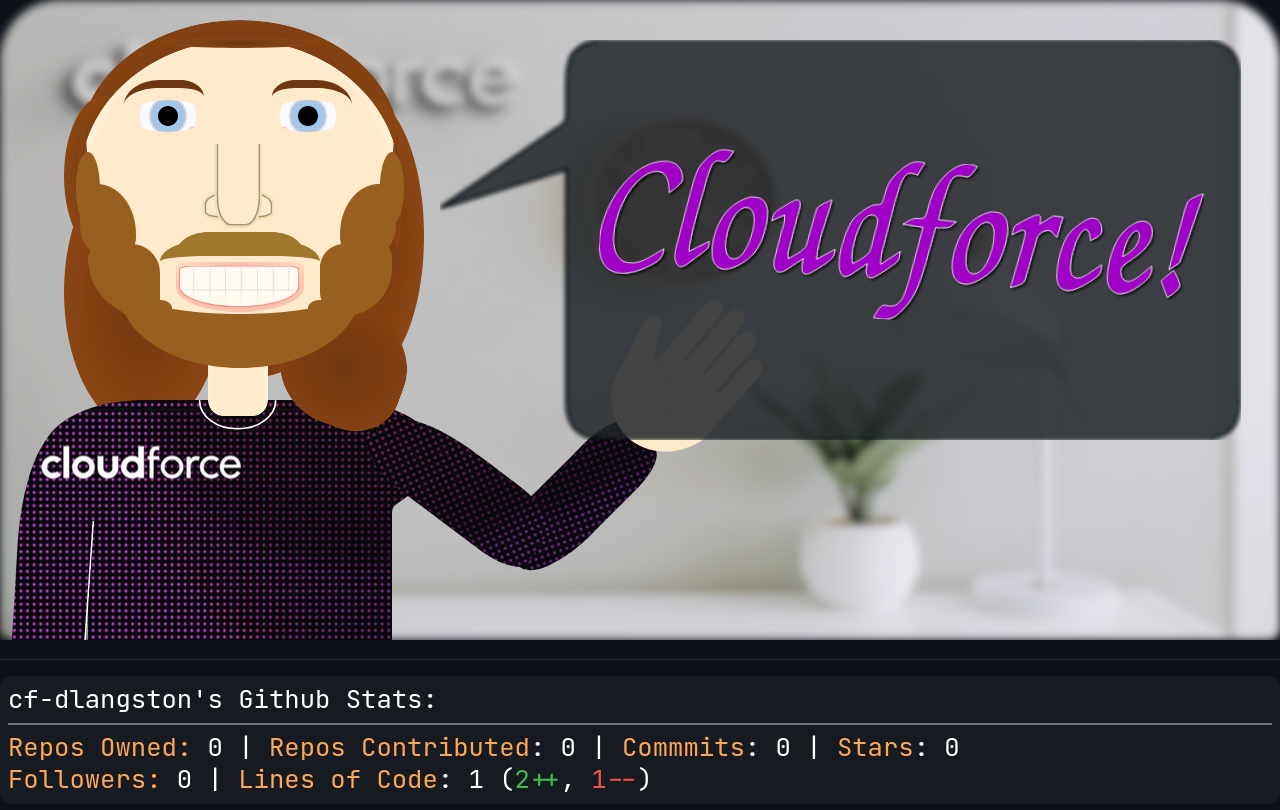 cloudforce
Cloudforce!
cloudforce
cf-dlangston's Github Stats:
Repos Owned: 0 | Repos Contributed: 0 | Commmits: 0 | Stars: 0
Followers: 0 | Lines of Code: 1 (2++, 1--)